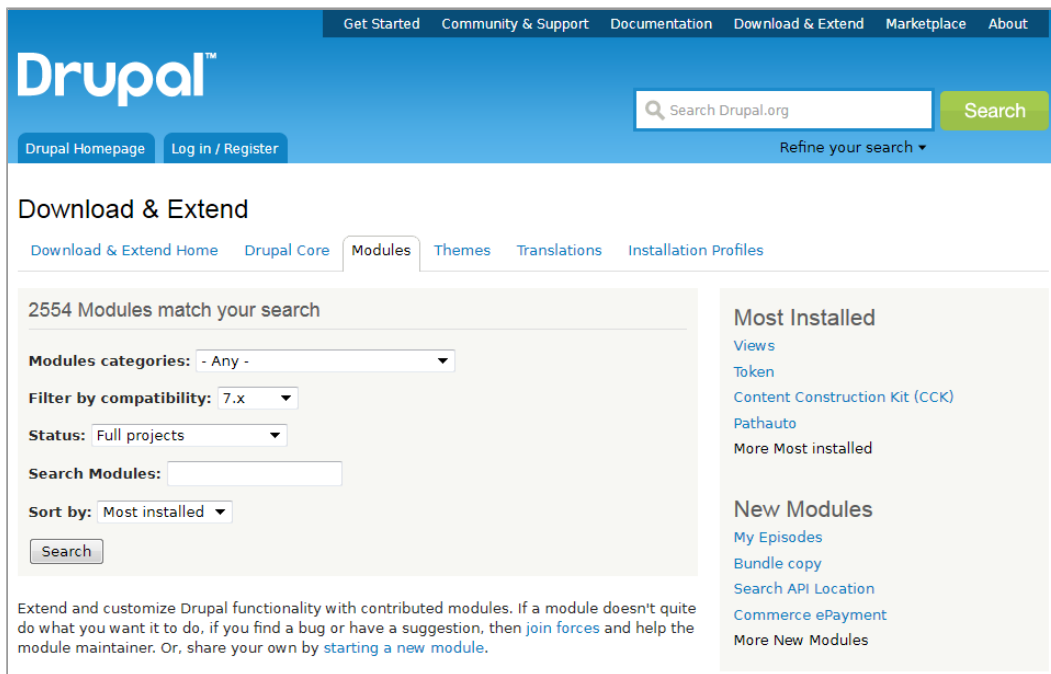 Get Started Community & Support Documentation Download & Extend Marketplace About
Drupal™
Search Drupal.org Search
Drupal Homepage Log in / Register
Refine your search
Download & Extend
Download & Extend Home Drupal Core Modules Themes Translations Installation Profiles
2554 Modules match your search
Modules categories: - Any -
Filter by compatibility: 7.x
Status: Full projects
Search Modules:
Sort by: Most installed
Search
Extend and customize Drupal functionality with contributed modules. If a module doesn't quite
do what you want it to do, if you find a bug or have a suggestion, then join forces and help the
module maintainer. Or, share your own by starting a new module.
Most Installed
Views
Token
Content Construction Kit (CCK)
Pathauto
More Most installed
New Modules
My Episodes
Bundle copy
Search API Location
Commerce ePayment
More New Modules